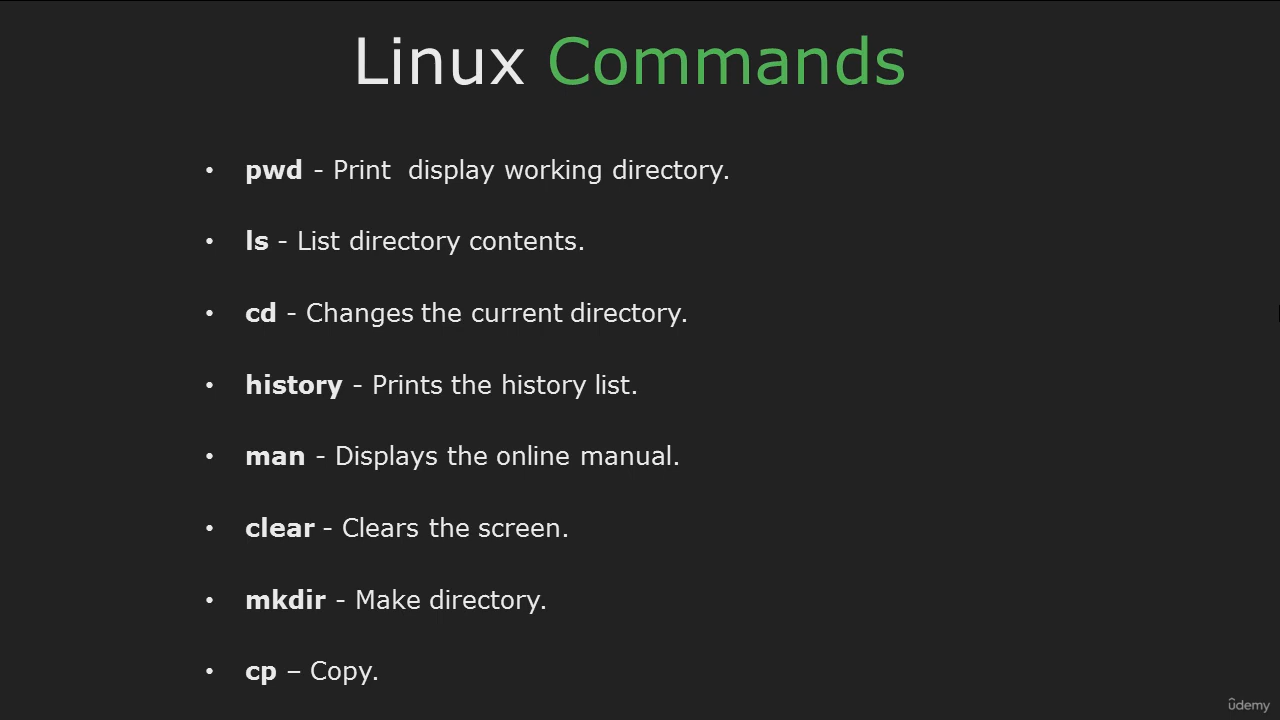 Linux Commands
• pwd - Print  display working directory.
• ls - List directory contents.
• cd - Changes the current directory.
• history - Prints the history list.
• man - Displays the online manual.
• clear - Clears the screen.
• mkdir - Make directory.
• cp – Copy.
ûdemy